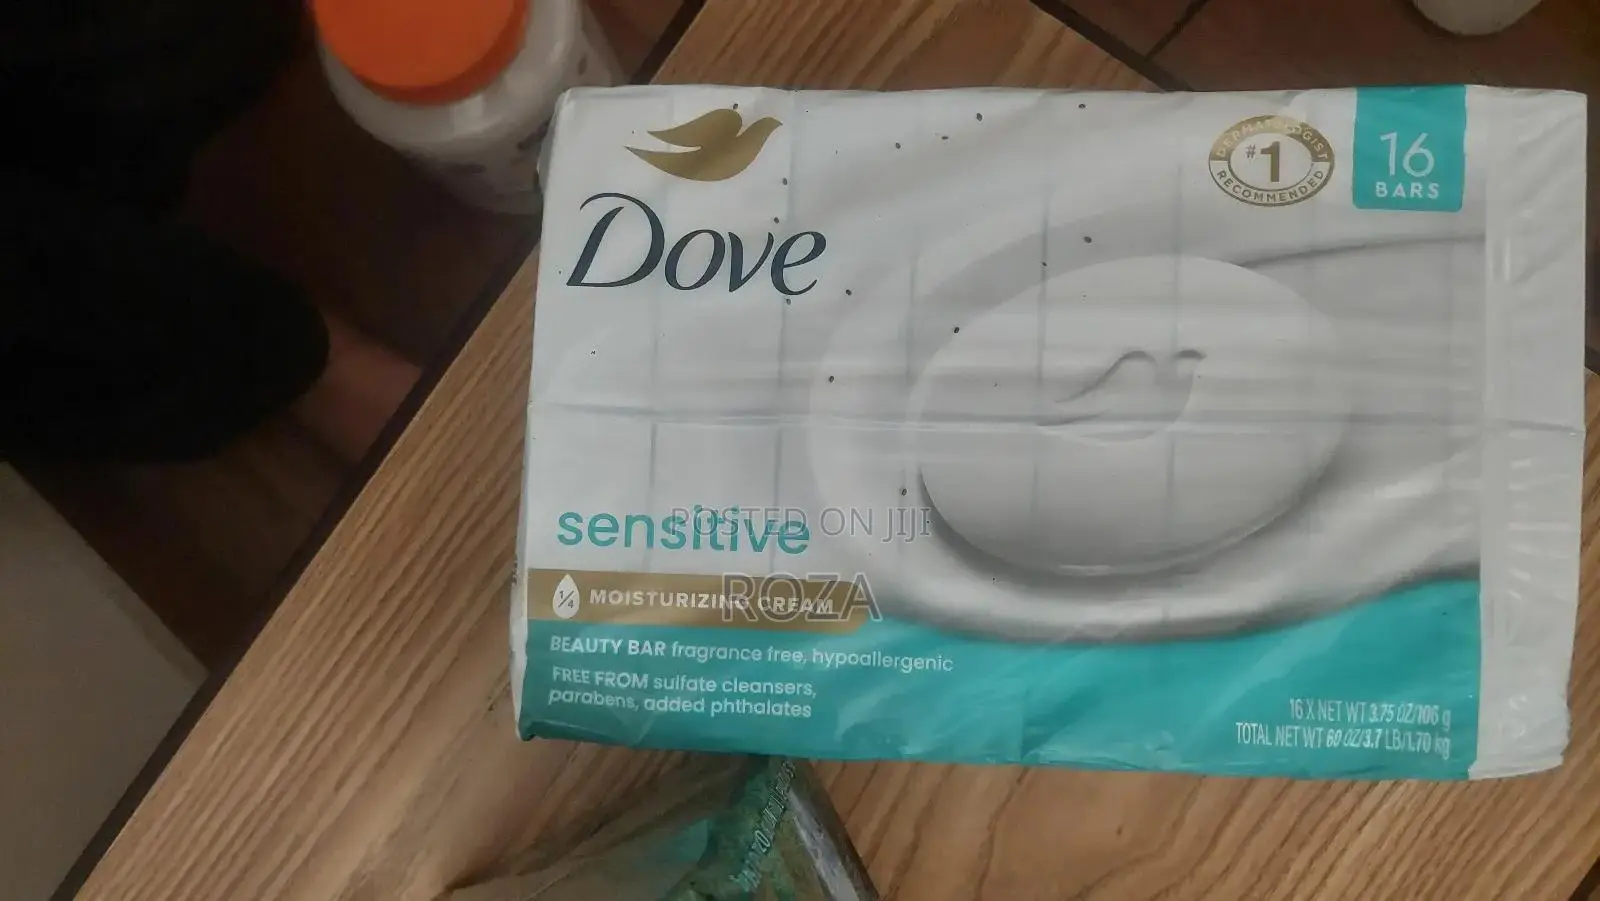 Dove
DERMATOLOGIST
#1
RECOMMENDED
16
BARS
sensitive
POSTED ON JIJI
ROZA
1/4 MOISTURIZING CREAM
BEAUTY BAR fragrance free, hypoallergenic
FREE FROM sulfate cleansers,
parabens, added phthalates
16 X NET WT 3.75 OZ/106 g
TOTAL NET WT 60 OZ/3.7 LB/1.70 kg